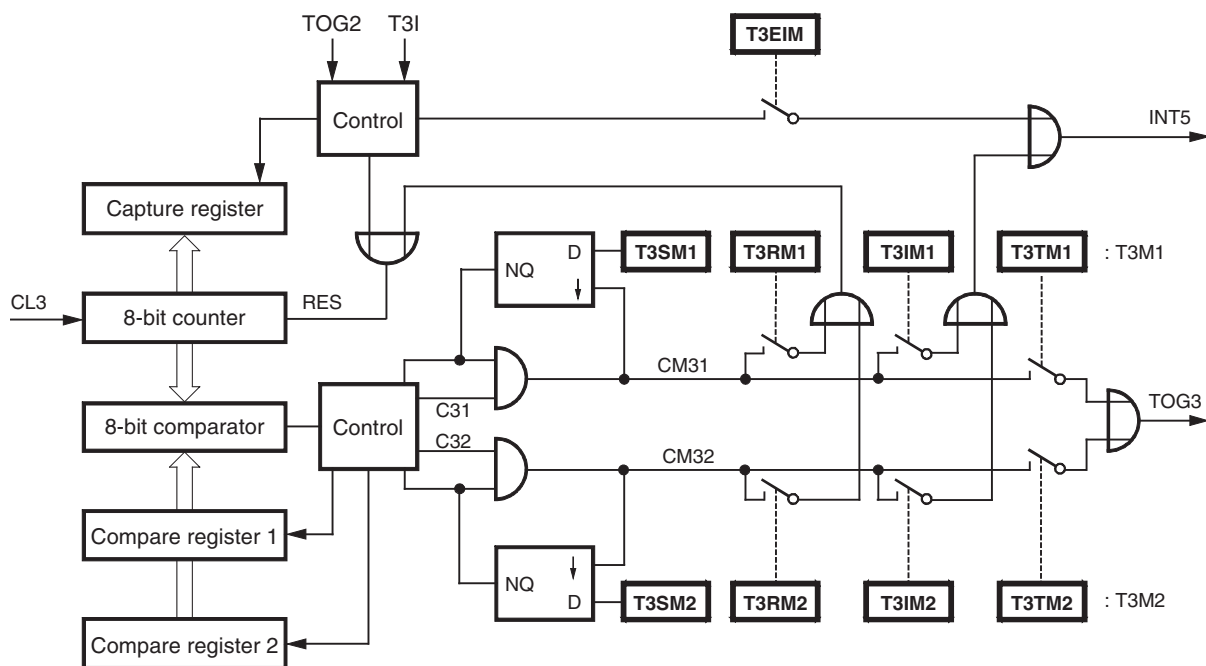 TOG2 T3I
T3EIM
Control
INT5
Capture register
NQ D
T3SM1 T3RM1 T3IM1 T3TM1 : T3M1
CL3
8-bit counter
RES
CM31
C31
8-bit comparator
Control
TOG3
C32
CM32
Compare register 1
NQ D
T3SM2 T3RM2 T3IM2 T3TM2 : T3M2
Compare register 2